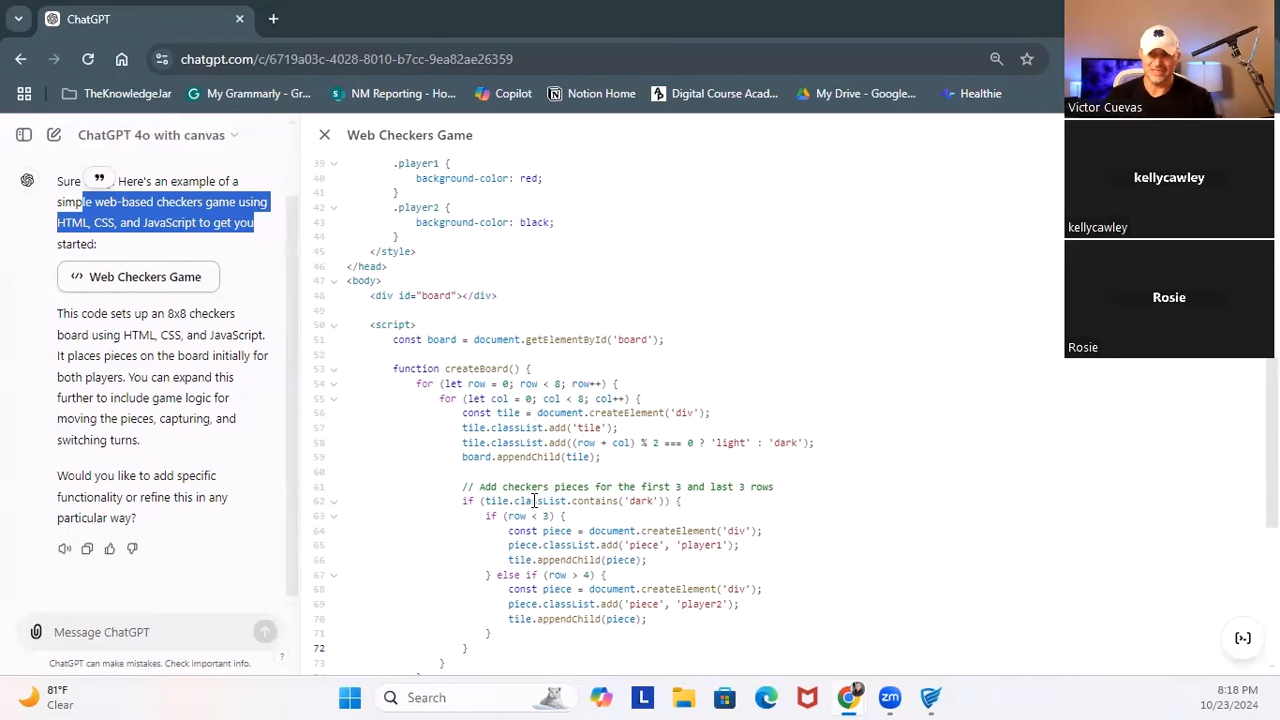 ChatGPT
chatgpt.com/c/6719a03c-4028-8010-b7cc-9ea82ae26359
TheKnowledgeJar
My Grammarly - Gr...
NM Reporting - Ho...
Copilot
Notion Home
Digital Course Acad...
My Drive - Google...
Healthie
Victor Cuevas
kellycawley
kellycawley
Rosie
Rosie
ChatGPT 4o with canvas
Sure
Here's an example of a
simple web-based checkers game using
HTML, CSS, and JavaScript to get you
started:
Web Checkers Game
This code sets up an 8x8 checkers
board using HTML, CSS, and JavaScript.
It places pieces on the board initially for
both players. You can expand this
further to include game logic for
moving the pieces, capturing, and
switching turns.
Would you like to add specific
functionality or refine this in any
particular way?
Message ChatGPT
ChatGPT can make mistakes. Check important info.
?
Web Checkers Game
39 .player1 {
40 background-color: red;
41 }
42 .player2 {
43 background-color: black;
44 }
45 </style>
46 </head>
47 <body>
48 <div id="board"></div>
49
50 <script>
51 const board = document.getElementById('board');
52
53 function createBoard() {
54 for (let row = 0; row < 8; row++) {
55 for (let col = 0; col < 8; col++) {
56 const tile = document.createElement('div');
57 tile.classList.add('tile');
58 tile.classList.add((row + col) % 2 === 0 ? 'light' : 'dark');
59 board.appendChild(tile);
60
61 // Add checkers pieces for the first 3 and last 3 rows
62 if (tile.classList.contains('dark')) {
63 if (row < 3) {
64 const piece = document.createElement('div');
65 piece.classList.add('piece', 'player1');
66 tile.appendChild(piece);
67 } else if (row > 4) {
68 const piece = document.createElement('div');
69 piece.classList.add('piece', 'player2');
70 tile.appendChild(piece);
71 }
72 }
73 }
81°F
Clear
Search
8:18 PM
10/23/2024